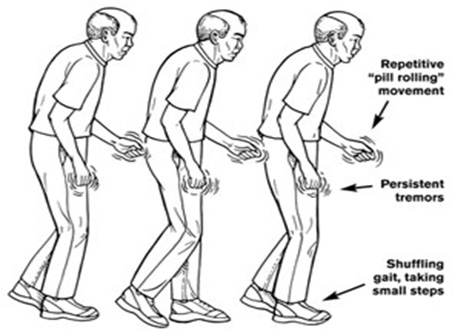 Repetitive
"pill rolling"
movement
Persistent
tremors
Shuffling
gait, taking
small steps